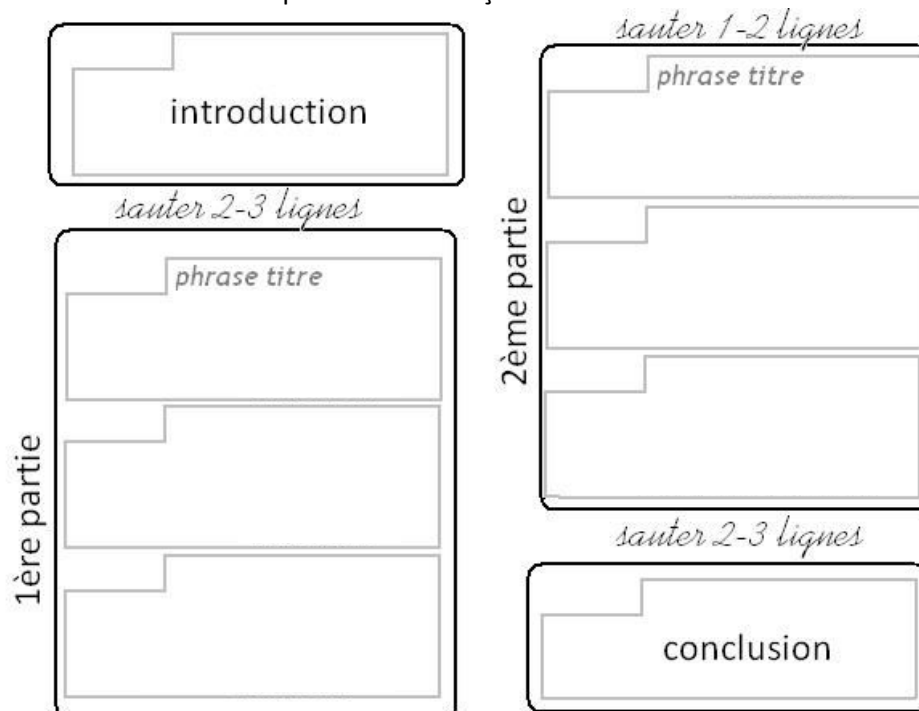 introduction
sauter 2-3 lignes
phrase titre
1ère partie
sauter 1-2 lignes
phrase titre
2ème partie
sauter 2-3 lignes
conclusion